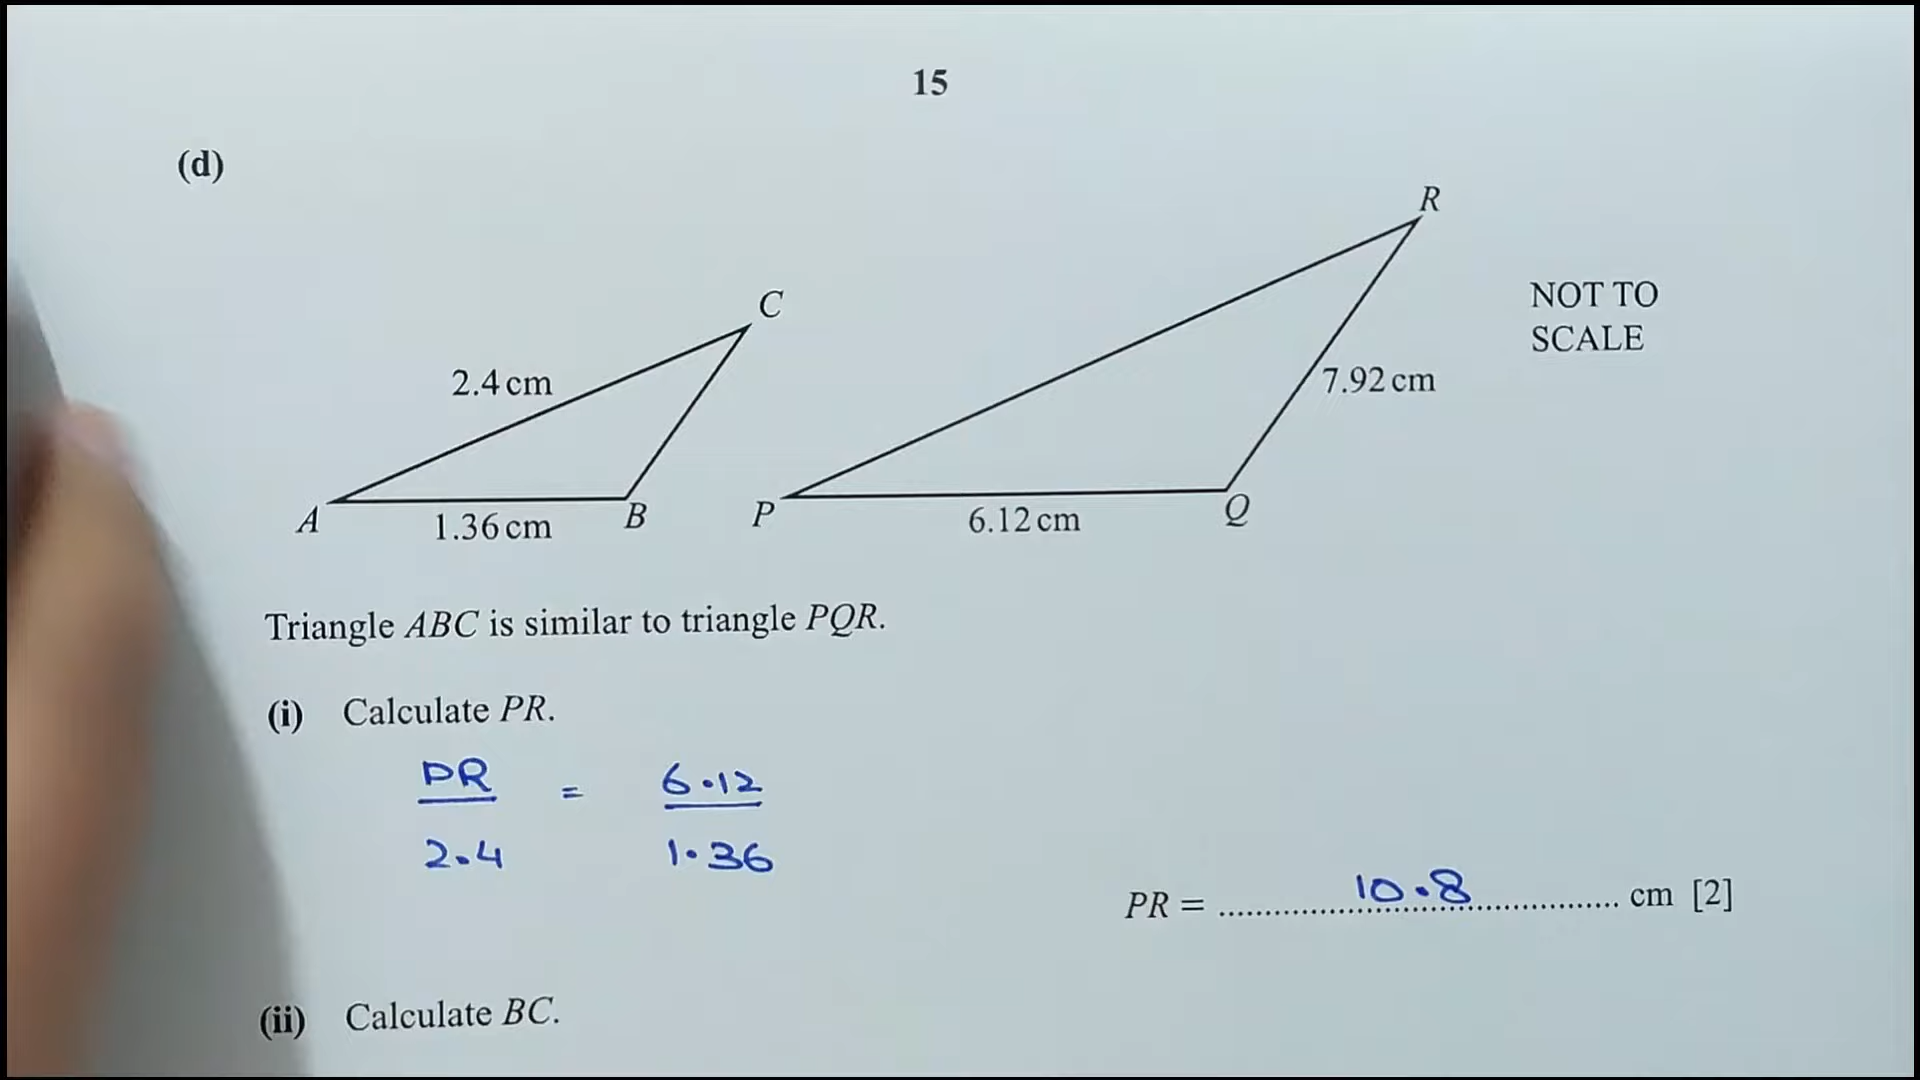 15
(d)
R
C
NOT TO
SCALE
2.4 cm
7.92 cm
A
1.36 cm
B
P
6.12 cm
Q
Triangle ABC is similar to triangle PQR.
(i) Calculate PR.
PR = 6.12
2.4 1.36
PR = 10.8 cm [2]
(ii) Calculate BC.